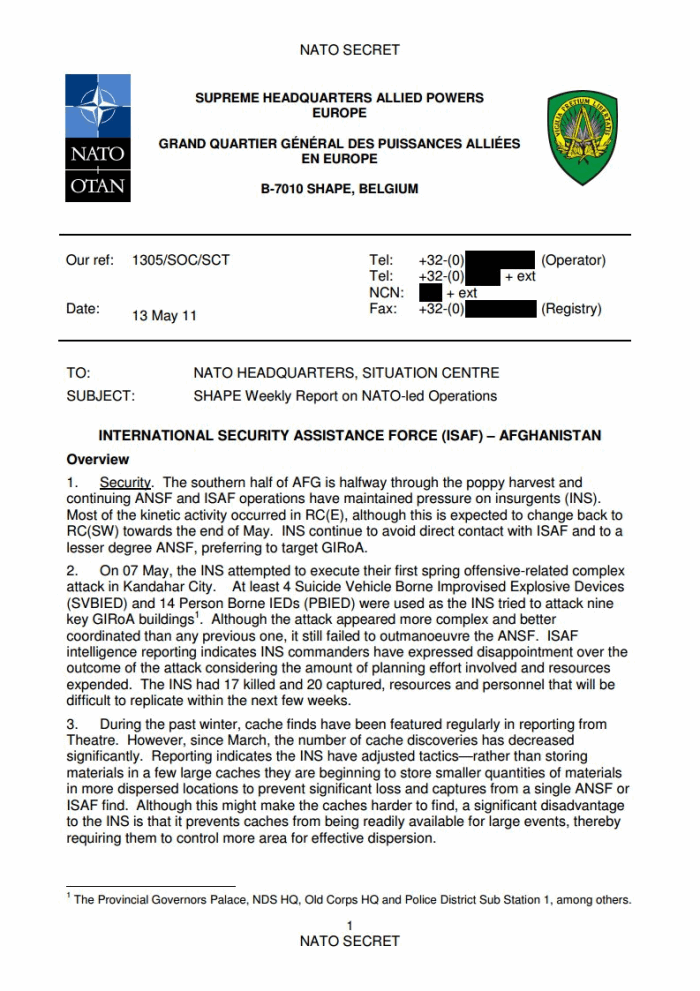 NATO SECRET
NATO
OTAN
SUPREME HEADQUARTERS ALLIED POWERS
EUROPE
GRAND QUARTIER GÉNÉRAL DES PUISSANCES ALLIÉES
EN EUROPE
B-7010 SHAPE, BELGIUM
VIGILIA PRETIUM LIBERTATIS
Our ref: 1305/SOC/SCT
Tel: +32-(0) (Operator)
Tel: +32-(0) + ext
NCN: + ext
Date: 13 May 11
Fax: +32-(0) (Registry)
TO: NATO HEADQUARTERS, SITUATION CENTRE
SUBJECT: SHAPE Weekly Report on NATO-led Operations
INTERNATIONAL SECURITY ASSISTANCE FORCE (ISAF) – AFGHANISTAN
Overview
1. Security. The southern half of AFG is halfway through the poppy harvest and
continuing ANSF and ISAF operations have maintained pressure on insurgents (INS).
Most of the kinetic activity occurred in RC(E), although this is expected to change back to
RC(SW) towards the end of May. INS continue to avoid direct contact with ISAF and to a
lesser degree ANSF, preferring to target GIRoA.
2. On 07 May, the INS attempted to execute their first spring offensive-related complex
attack in Kandahar City. At least 4 Suicide Vehicle Borne Improvised Explosive Devices
(SVBIED) and 14 Person Borne IEDs (PBIED) were used as the INS tried to attack nine
key GIRoA buildings¹. Although the attack appeared more complex and better
coordinated than any previous one, it still failed to outmanoeuvre the ANSF. ISAF
intelligence reporting indicates INS commanders have expressed disappointment over the
outcome of the attack considering the amount of planning effort involved and resources
expended. The INS had 17 killed and 20 captured, resources and personnel that will be
difficult to replicate within the next few weeks.
3. During the past winter, cache finds have been featured regularly in reporting from
Theatre. However, since March, the number of cache discoveries has decreased
significantly. Reporting indicates the INS have adjusted tactics—rather than storing
materials in a few large caches they are beginning to store smaller quantities of materials
in more dispersed locations to prevent significant loss and captures from a single ANSF or
ISAF find. Although this might make the caches harder to find, a significant disadvantage
to the INS is that it prevents caches from being readily available for large events, thereby
requiring them to control more area for effective dispersion.
¹ The Provincial Governors Palace, NDS HQ, Old Corps HQ and Police District Sub Station 1, among others.
1
NATO SECRET